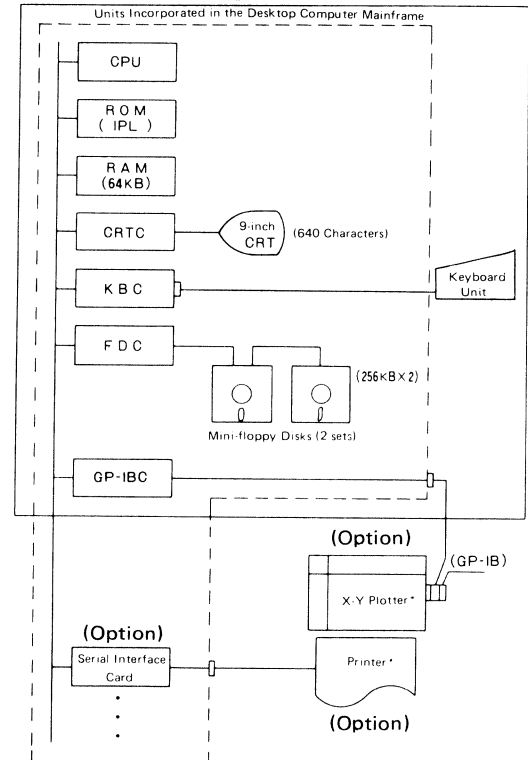 Units Incorporated in the Desktop Computer Mainframe
CPU
ROM
(IPL)
RAM
(64KB)
CRTC
9-inch
CRT
(640 Characters)
KBC
Keyboard
Unit
FDC
(256KB×2)
Mini-floppy Disks (2 sets)
GP-IBC
(Option)
(GP-IB)
X-Y Plotter*
(Option)
Serial Interface
Card
Printer*
(Option)